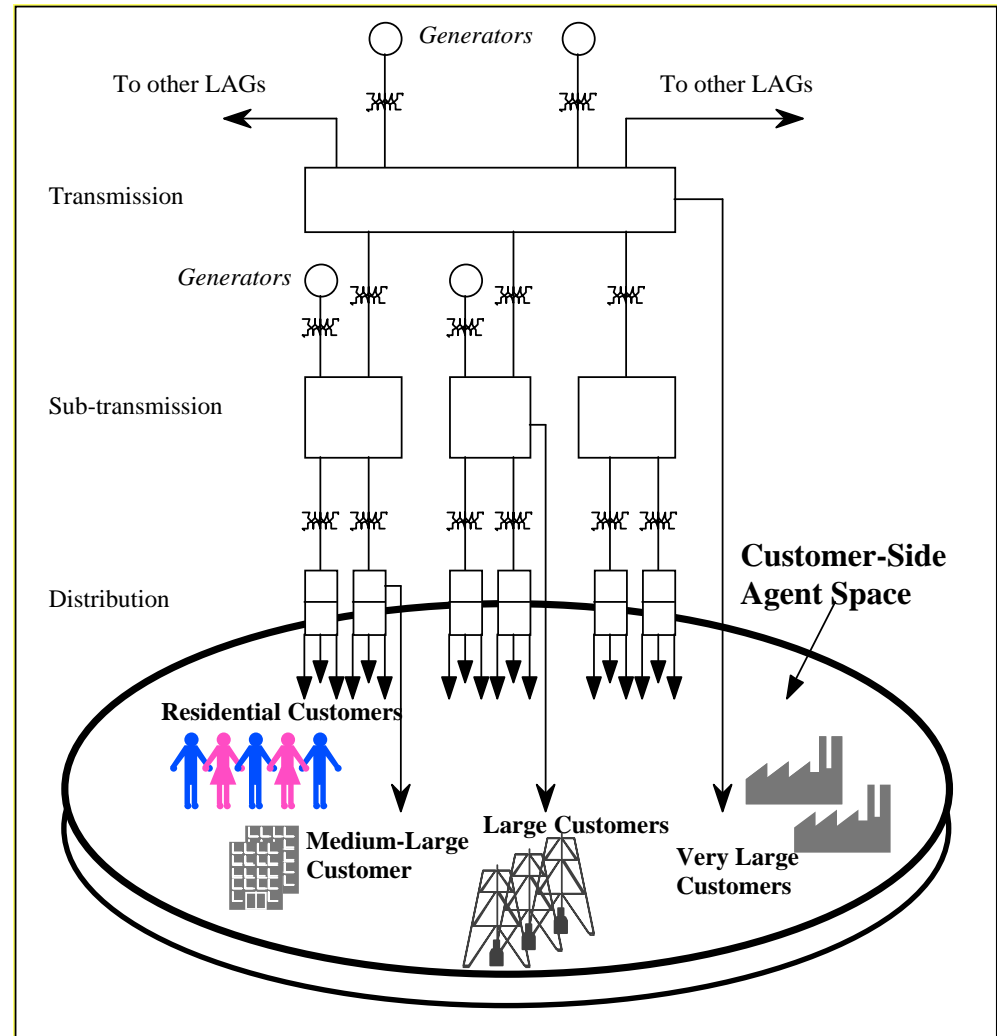 Generators
To other LAGs
To other LAGs
Transmission
Generators
Sub-transmission
Customer-Side
Agent Space
Distribution
Residential Customers
Large Customers
Medium-Large
Customer
Very Large
Customers